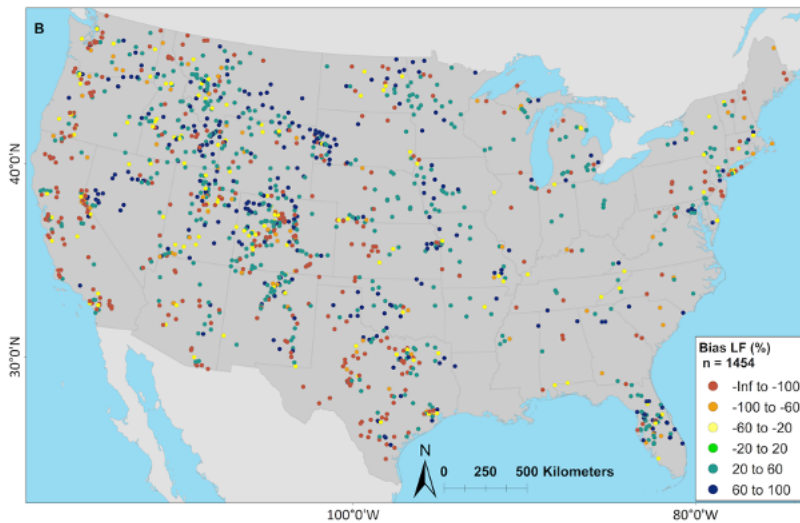 B
40°0'N
30°0'N
Bias LF (%)
n = 1454
-Inf to -100
-100 to -60
-60 to -20
-20 to 20
20 to 60
60 to 100
N
0 250 500 Kilometers
100°0'W
80°0'W